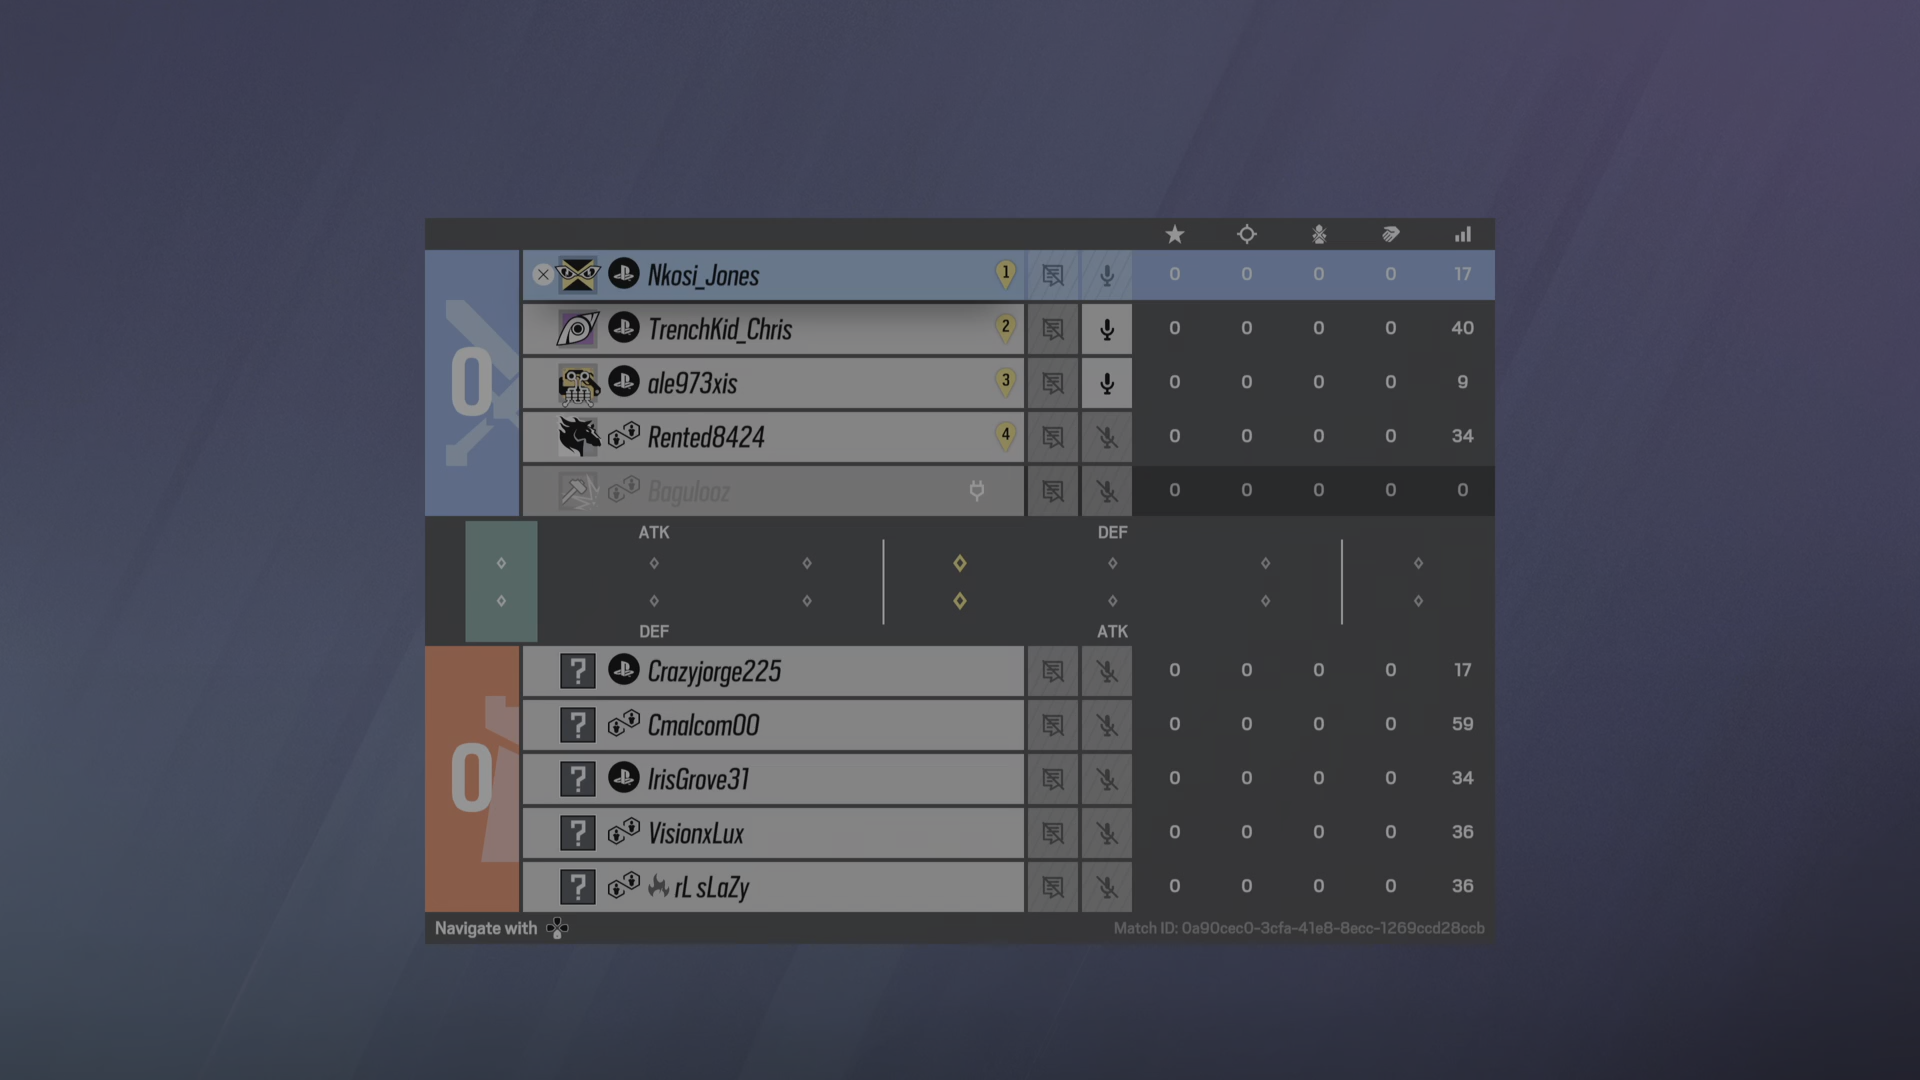 Nkosi_Jones 1 0 0 0 0 17
TrenchKid_Chris 2 0 0 0 0 40
0
ale973xis 3 0 0 0 0 9
Rented8424 4 0 0 0 0 34
Bagulooz 0 0 0 0 0
ATK DEF
DEF ATK
? Crazyjorge225 0 0 0 0 17
? Cmalcom00 0 0 0 0 59
0
? IrisGrove31 0 0 0 0 34
? VisionxLux 0 0 0 0 36
? rL sLaZy 0 0 0 0 36
Navigate with
Match ID: 0a90cec0-3cfa-41e8-8ecc-1269ccd28ccb